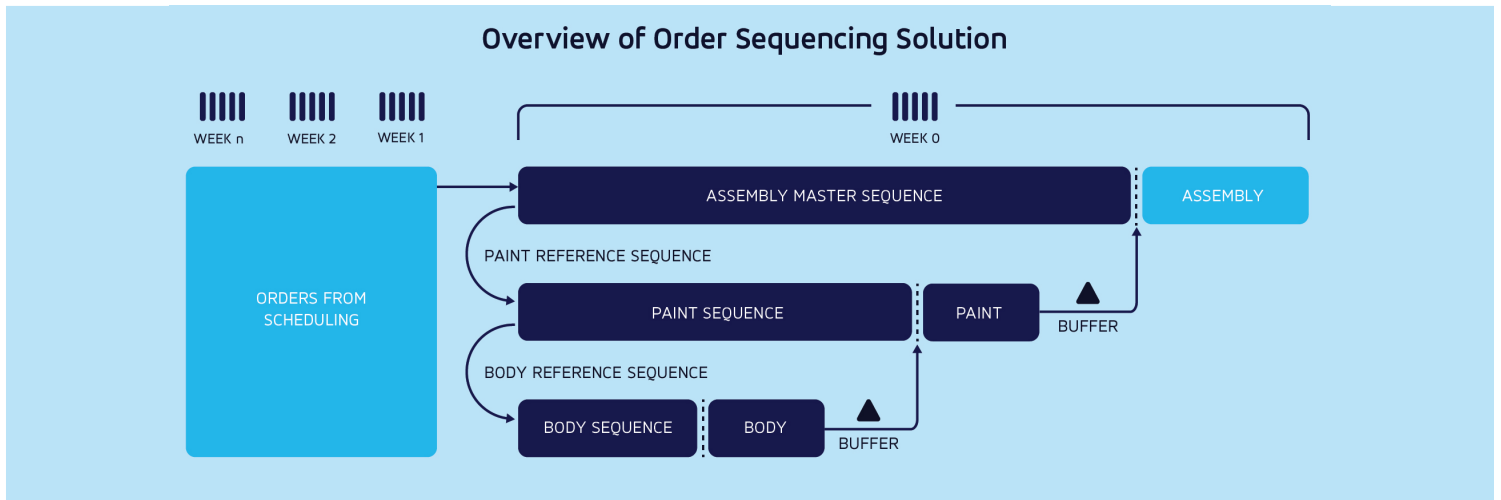 Overview of Order Sequencing Solution
WEEK n
WEEK 2
WEEK 1
WEEK 0
ORDERS FROM
SCHEDULING
ASSEMBLY MASTER SEQUENCE
ASSEMBLY
PAINT REFERENCE SEQUENCE
PAINT SEQUENCE
PAINT
BUFFER
BODY REFERENCE SEQUENCE
BODY SEQUENCE
BODY
BUFFER